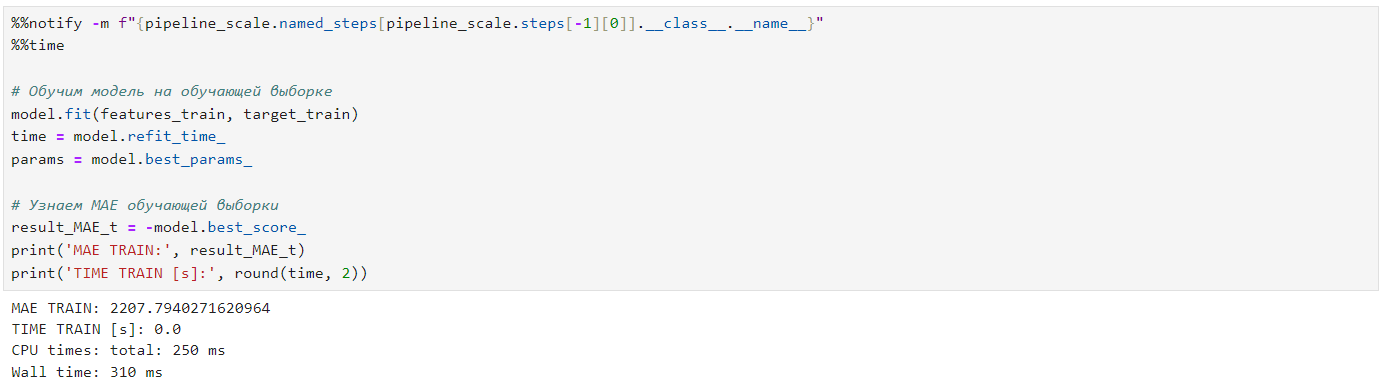 %%notify -m f"{pipeline_scale.named_steps[pipeline_scale.steps[-1][0]].__class__.__name__}"
%%time
# Обучим модель на обучающей выборке
model.fit(features_train, target_train)
time = model.refit_time_
params = model.best_params_
# Узнаем MAE обучающей выборки
result_MAE_t = -model.best_score_
print('MAE TRAIN:', result_MAE_t)
print('TIME TRAIN [s]:', round(time, 2))
MAE TRAIN: 2207.7940271620964
TIME TRAIN [s]: 0.0
CPU times: total: 250 ms
Wall time: 310 ms